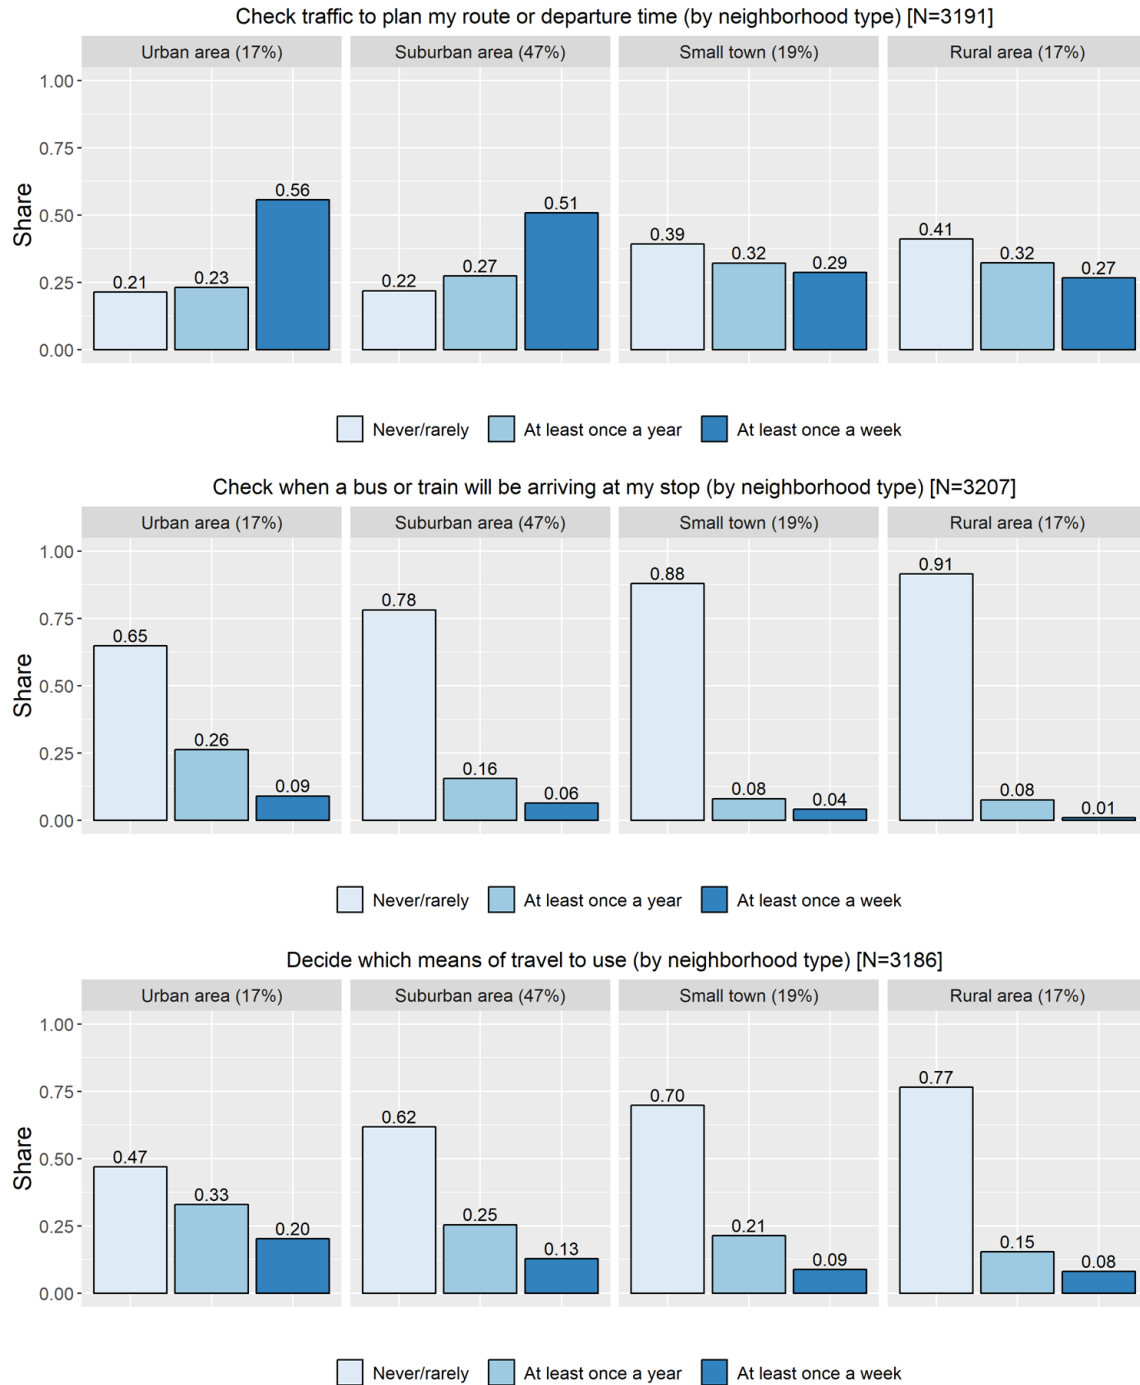 Check traffic to plan my route or departure time (by neighborhood type) [N=3191]
Urban area (17%) Suburban area (47%) Small town (19%) Rural area (17%)
Share
1.00
0.75
0.50
0.25
0.00
0.21 0.23 0.56 0.22 0.27 0.51 0.39 0.32 0.29 0.41 0.32 0.27
Never/rarely At least once a year At least once a week
Check when a bus or train will be arriving at my stop (by neighborhood type) [N=3207]
Urban area (17%) Suburban area (47%) Small town (19%) Rural area (17%)
Share
1.00
0.75
0.50
0.25
0.00
0.65 0.26 0.09 0.78 0.16 0.06 0.88 0.08 0.04 0.91 0.08 0.01
Never/rarely At least once a year At least once a week
Decide which means of travel to use (by neighborhood type) [N=3186]
Urban area (17%) Suburban area (47%) Small town (19%) Rural area (17%)
Share
1.00
0.75
0.50
0.25
0.00
0.47 0.33 0.20 0.62 0.25 0.13 0.70 0.21 0.09 0.77 0.15 0.08
Never/rarely At least once a year At least once a week